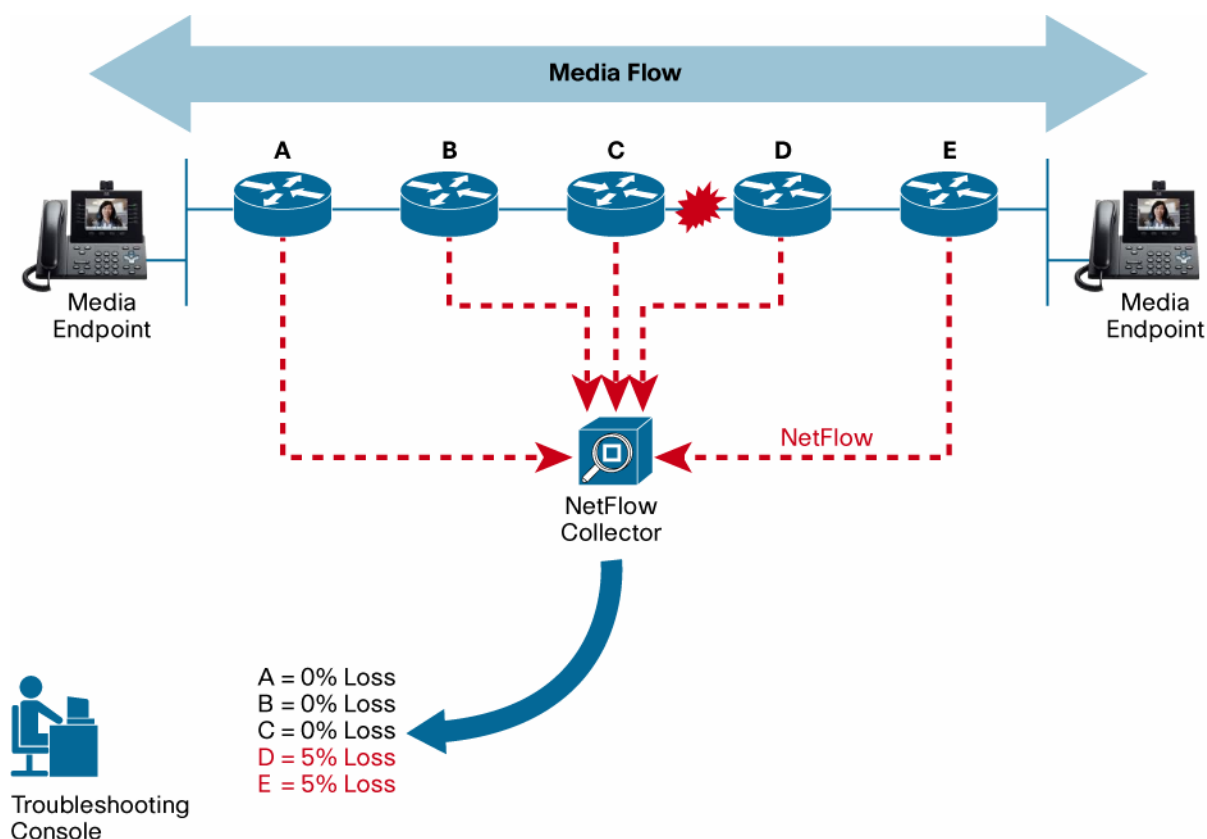 Media Flow
A
B
C
D
E
Media
Endpoint
Media
Endpoint
NetFlow
NetFlow
Collector
A = 0% Loss
B = 0% Loss
C = 0% Loss
D = 5% Loss
E = 5% Loss
Troubleshooting
Console